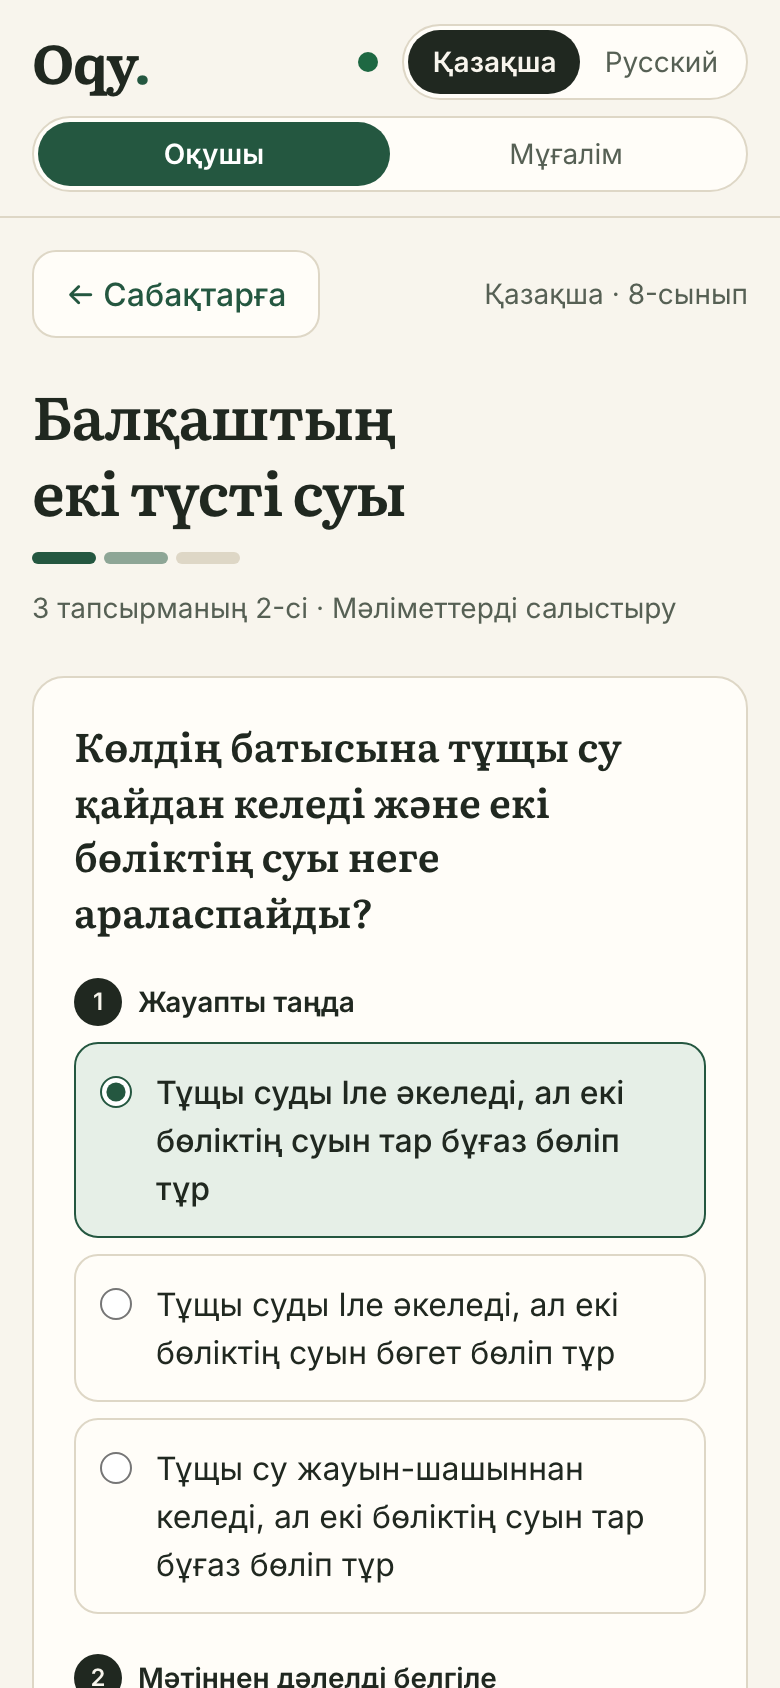 Oqy.
Қазақша Русский
Оқушы Мұғалім
← Сабақтарға
Қазақша · 8-сынып
Балқаштың
екі түсті суы
3 тапсырманың 2-сі · Мәліметтерді салыстыру
Көлдің батысына тұщы су
қайдан келеді және екі
бөліктің суы неге
араласпайды?
1 Жауапты таңда
Тұщы суды Іле әкеледі, ал екі
бөліктің суын тар бұғаз бөліп
тұр
Тұщы суды Іле әкеледі, ал екі
бөліктің суын бөгет бөліп тұр
Тұщы су жауын-шашыннан
келеді, ал екі бөліктің суын тар
бұғаз бөліп тұр
2 Мәтіннен дәлелді белгіле